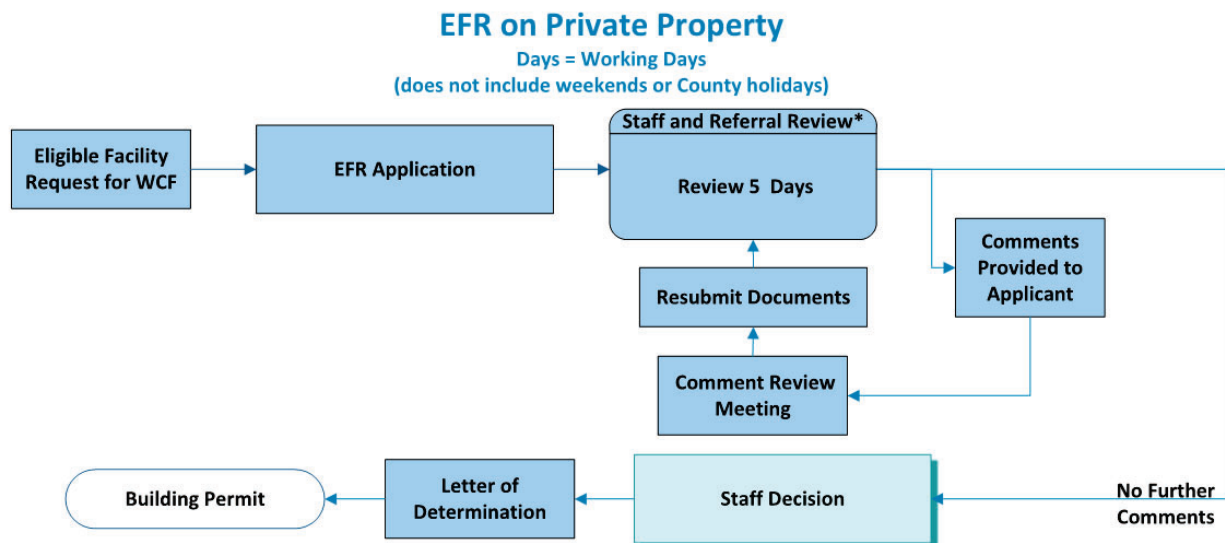 EFR on Private Property
Days = Working Days
(does not include weekends or County holidays)
Eligible Facility
Request for WCF
EFR Application
Staff and Referral Review*
Review 5 Days
Comments
Provided to
Applicant
Resubmit Documents
Comment Review
Meeting
Building Permit
Letter of
Determination
Staff Decision
No Further
Comments